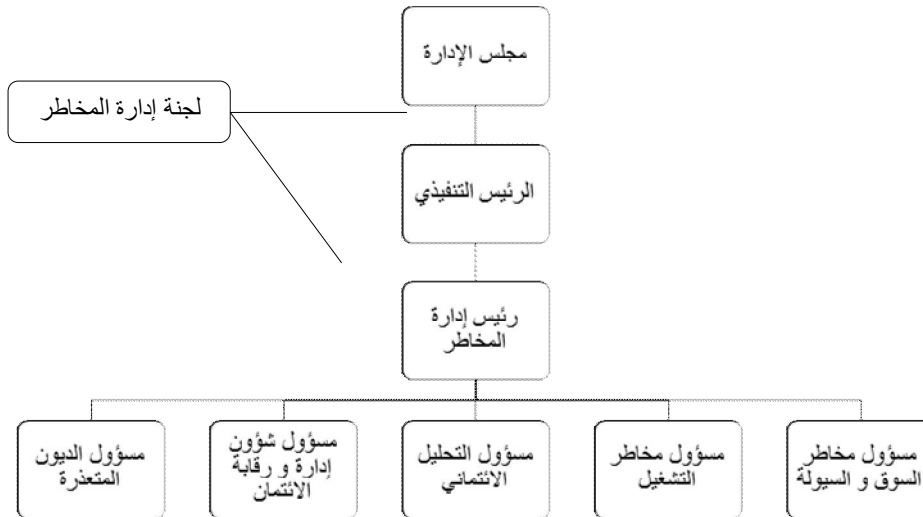 مجلس الإدارة
لجنة إدارة المخاطر
الرئيس التنفيذي
رئيس إدارة
المخاطر
مسؤول مخاطر
السوق و السيولة
مسؤول مخاطر
التشغيل
مسؤول التحليل
الائتماني
مسؤول شؤون
إدارة و رقابة
الائتمان
مسؤول الديون
المتعذرة